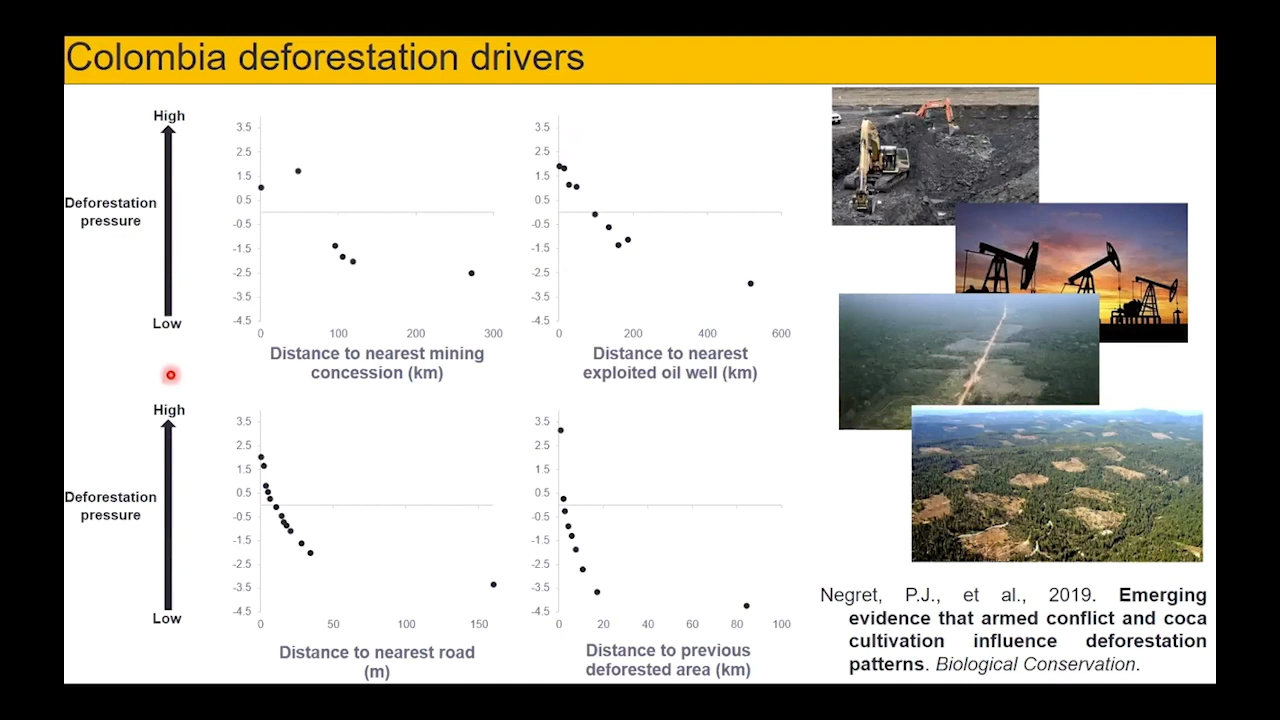 Colombia deforestation drivers
High
Deforestation
pressure
Low
3.5
2.5
1.5
0.5
-0.5
-1.5
-2.5
-3.5
-4.5
0 100 200 300
Distance to nearest mining
concession (km)
3.5
2.5
1.5
0.5
-0.5
-1.5
-2.5
-3.5
-4.5
0 200 400 600
Distance to nearest
exploited oil well (km)
High
Deforestation
pressure
Low
3.5
2.5
1.5
0.5
-0.5
-1.5
-2.5
-3.5
-4.5
0 50 100 150
Distance to nearest road
(m)
3.5
2.5
1.5
0.5
-0.5
-1.5
-2.5
-3.5
-4.5
0 20 40 60 80 100
Distance to previous
deforested area (km)
Negret, P.J., et al., 2019. Emerging
evidence that armed conflict and coca
cultivation influence deforestation
patterns. Biological Conservation.